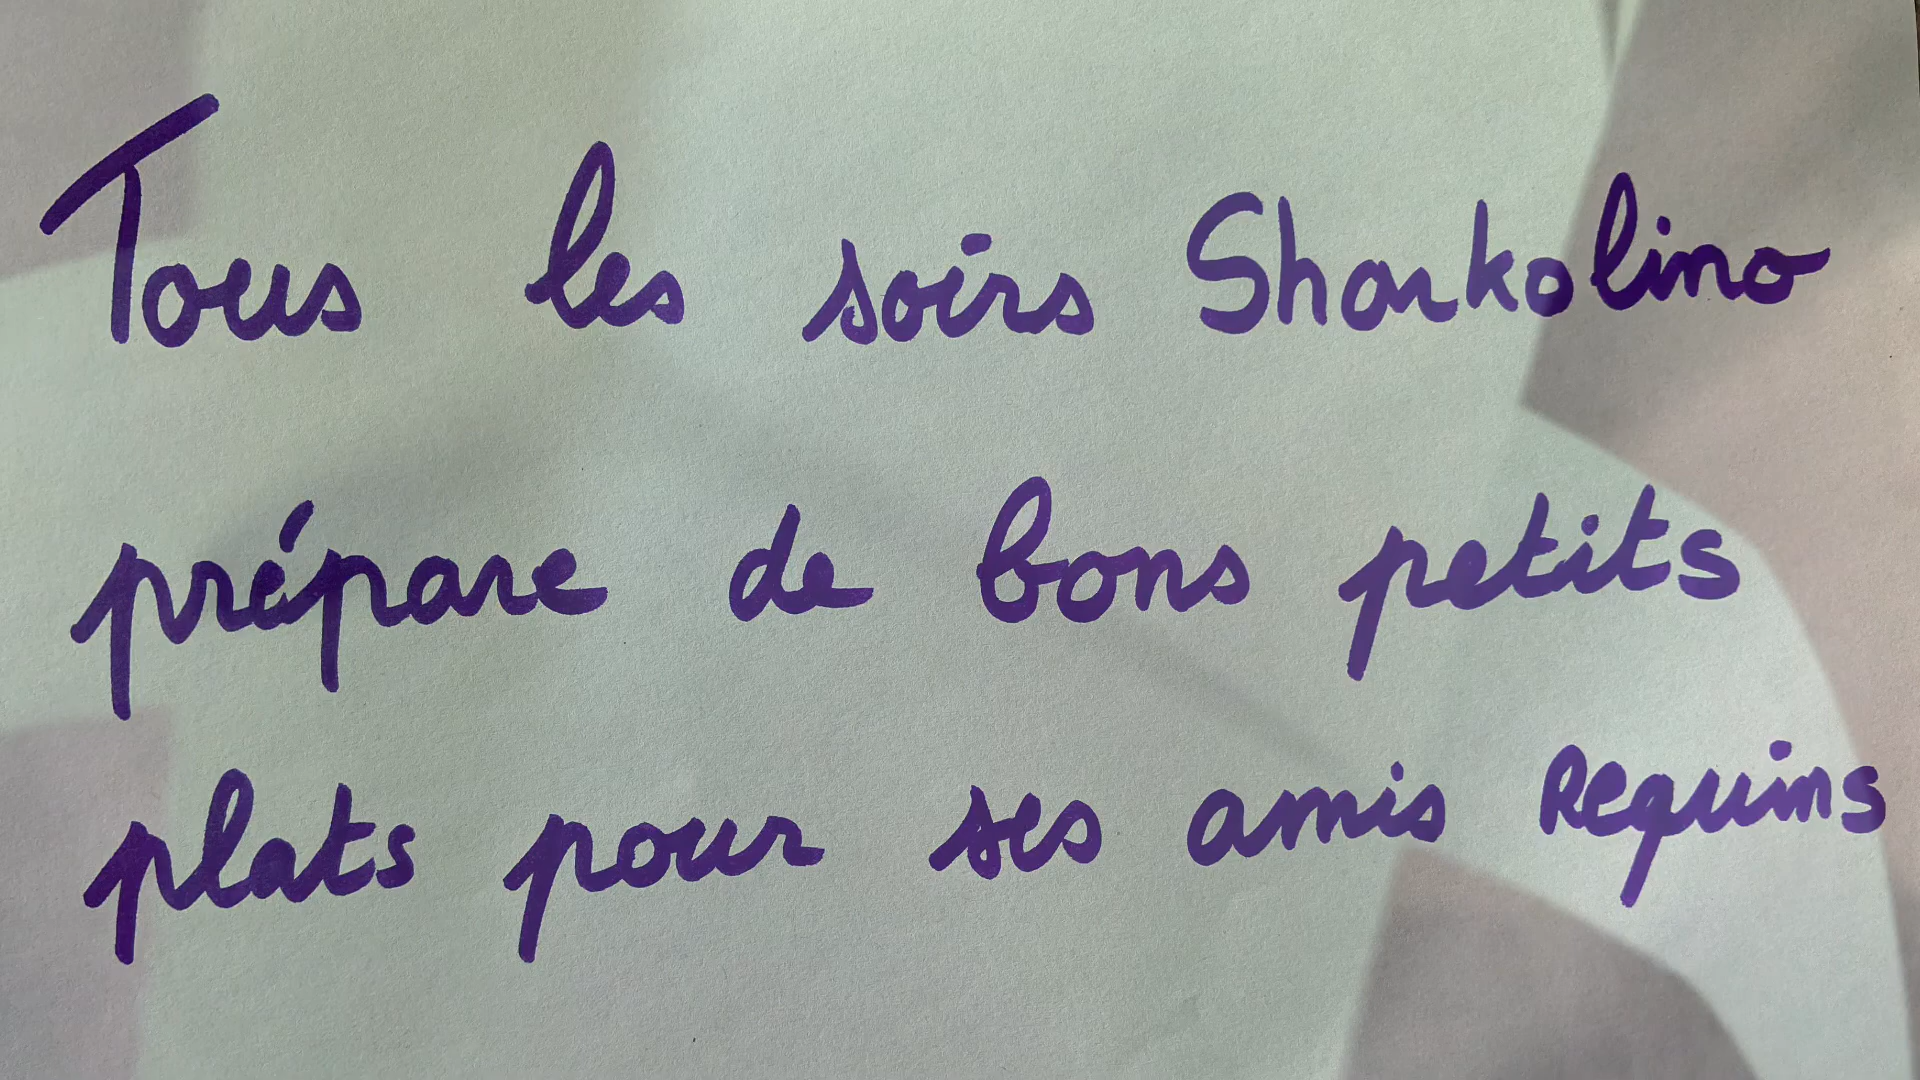 Tous les soirs Sharkolino
prépare de bons petits
plats pour ses amis Requins